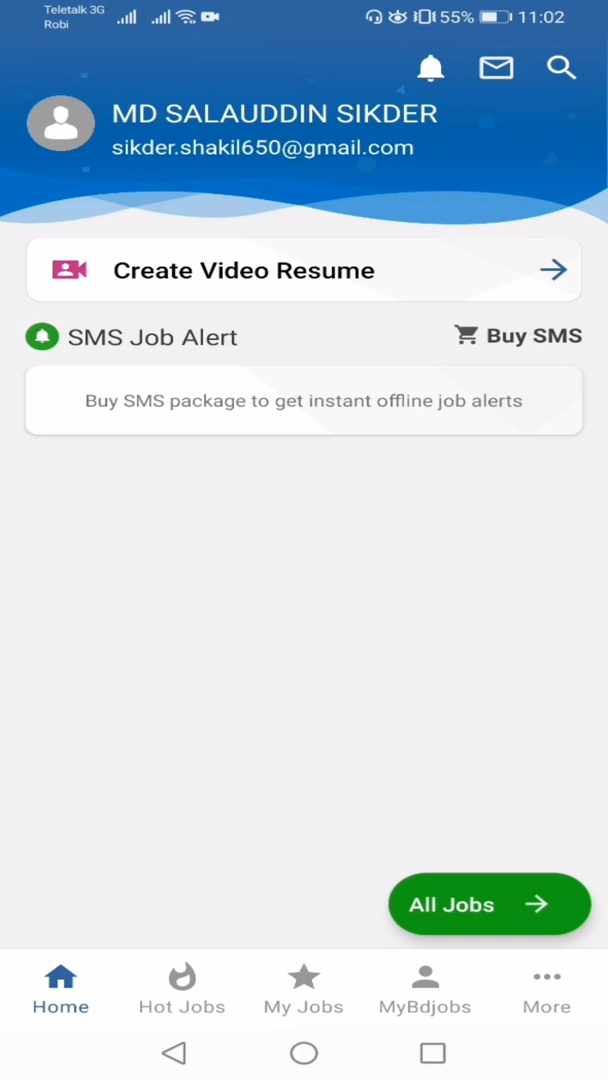 Teletalk 3G
Robi
55%
11:02
MD SALAUDDIN SIKDER
sikder.shakil650@gmail.com
Create Video Resume
SMS Job Alert
Buy SMS
Buy SMS package to get instant offline job alerts
All Jobs
Home
Hot Jobs
My Jobs
MyBdjobs
More